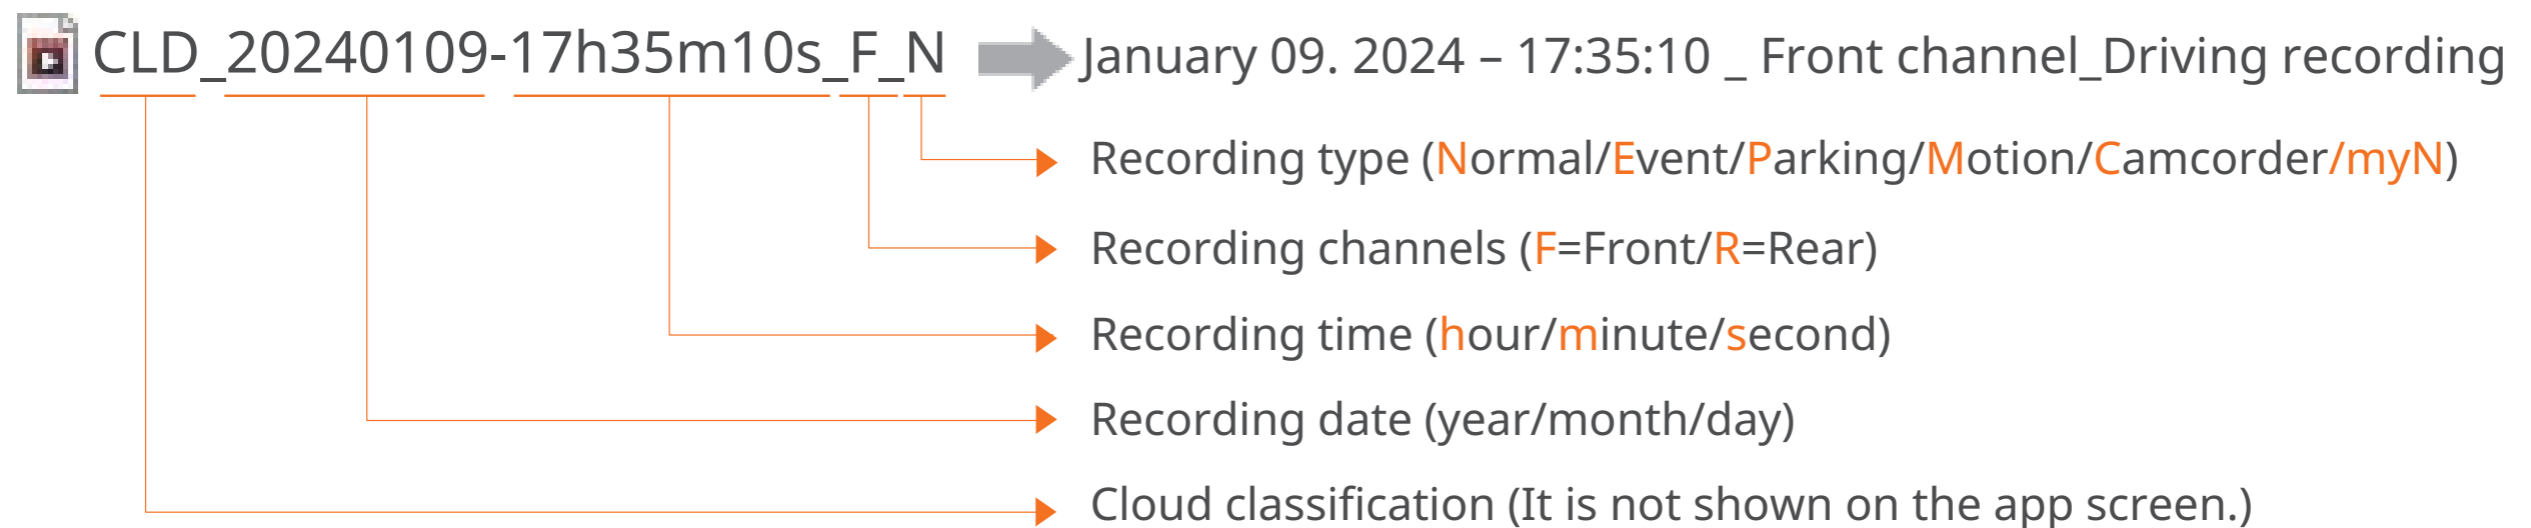 CLD_20240109-17h35m10s_F_N January 09. 2024 – 17:35:10 _ Front channel_Driving recording
Recording type (Normal/Event/Parking/Motion/Camcorder/myN)
Recording channels (F=Front/R=Rear)
Recording time (hour/minute/second)
Recording date (year/month/day)
Cloud classification (It is not shown on the app screen.)